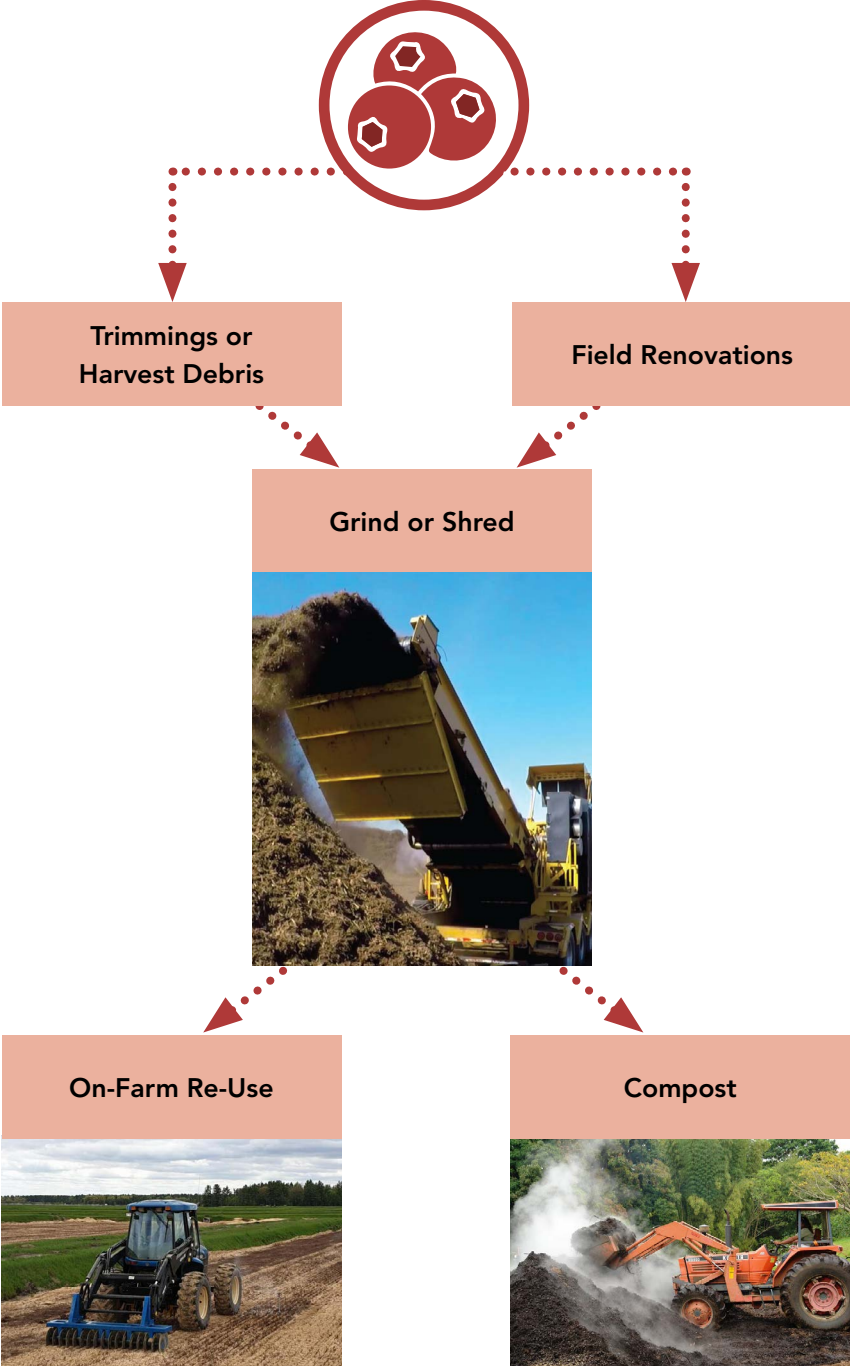 Trimmings or
Harvest Debris
Field Renovations
Grind or Shred
On-Farm Re-Use
Compost